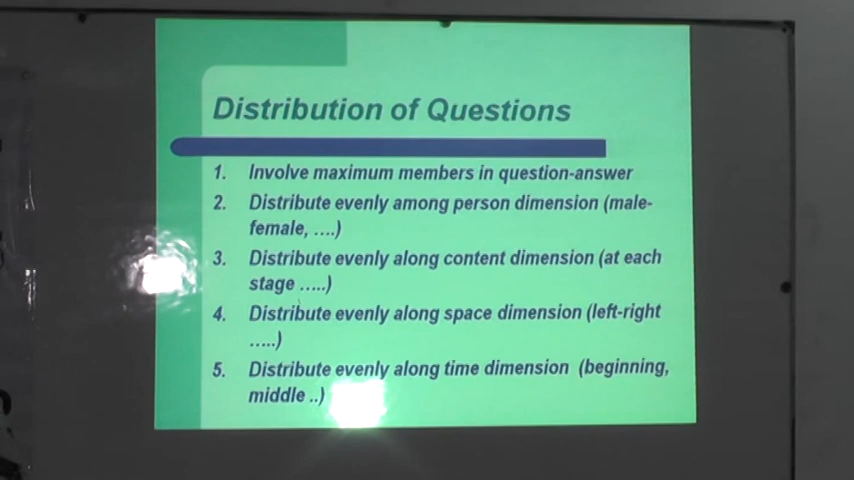 Distribution of Questions
1. Involve maximum members in question-answer
2. Distribute evenly among person dimension (male-
female, ....)
3. Distribute evenly along content dimension (at each
stage .....)
4. Distribute evenly along space dimension (left-right
.....)
5. Distribute evenly along time dimension (beginning,
middle ..)